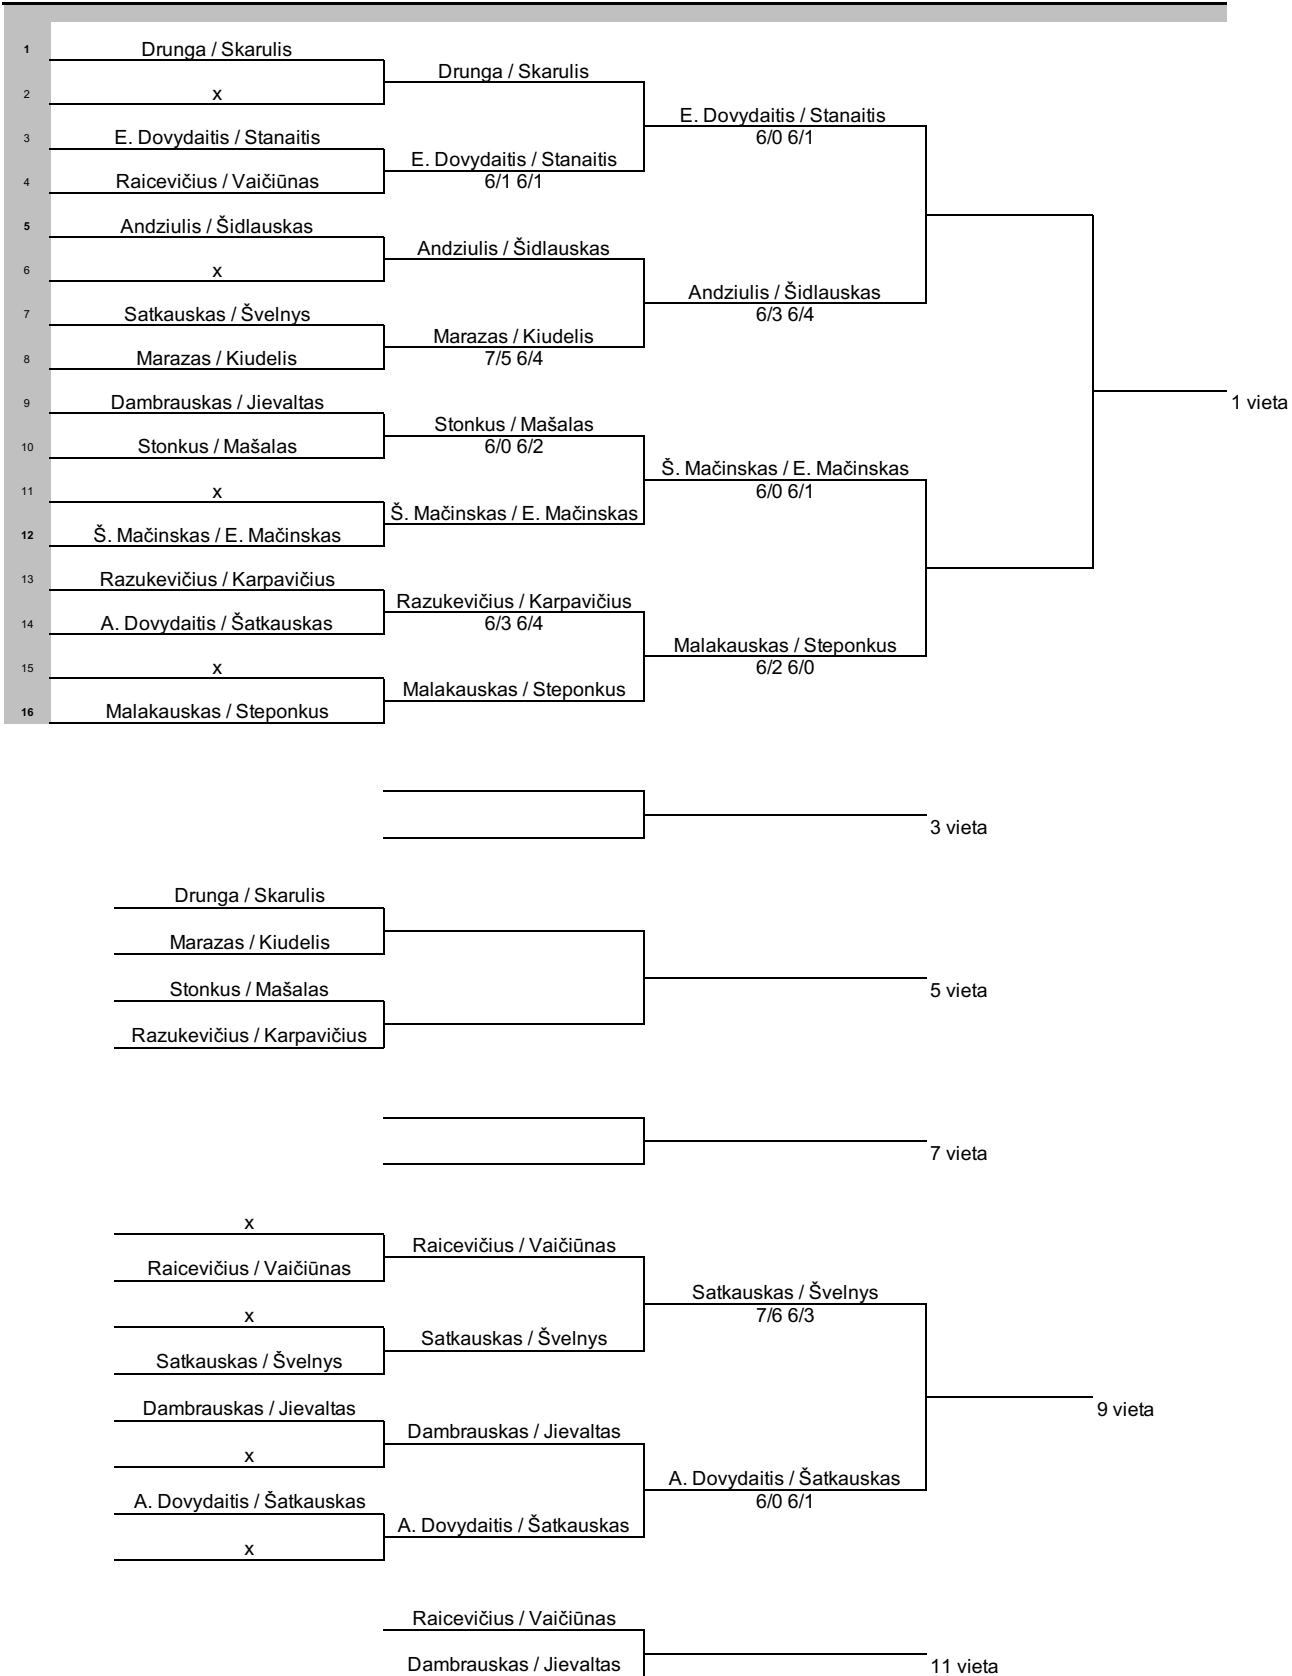 1 Drunga / Skarulis
Drunga / Skarulis
2 x
E. Dovydaitis / Stanaitis
6/0 6/1
3 E. Dovydaitis / Stanaitis
E. Dovydaitis / Stanaitis
6/1 6/1
4 Raicevičius / Vaičiūnas
5 Andziulis / Šidlauskas
Andziulis / Šidlauskas
6 x
Andziulis / Šidlauskas
6/3 6/4
7 Satkauskas / Švelnys
Marazas / Kiudelis
7/5 6/4
8 Marazas / Kiudelis
1 vieta
9 Dambrauskas / Jievaltas
Stonkus / Mašalas
6/0 6/2
10 Stonkus / Mašalas
Š. Mačinskas / E. Mačinskas
6/0 6/1
11 x
Š. Mačinskas / E. Mačinskas
12 Š. Mačinskas / E. Mačinskas
13 Razukevičius / Karpavičius
Razukevičius / Karpavičius
6/3 6/4
14 A. Dovydaitis / Šatkauskas
Malakauskas / Steponkus
6/2 6/0
15 x
Malakauskas / Steponkus
16 Malakauskas / Steponkus
3 vieta
Drunga / Skarulis
Marazas / Kiudelis
Stonkus / Mašalas
5 vieta
Razukevičius / Karpavičius
7 vieta
x
Raicevičius / Vaičiūnas
Raicevičius / Vaičiūnas
Satkauskas / Švelnys
7/6 6/3
x
Satkauskas / Švelnys
Satkauskas / Švelnys
Dambrauskas / Jievaltas
9 vieta
Dambrauskas / Jievaltas
x
A. Dovydaitis / Šatkauskas
6/0 6/1
A. Dovydaitis / Šatkauskas
A. Dovydaitis / Šatkauskas
x
Raicevičius / Vaičiūnas
Dambrauskas / Jievaltas
11 vieta